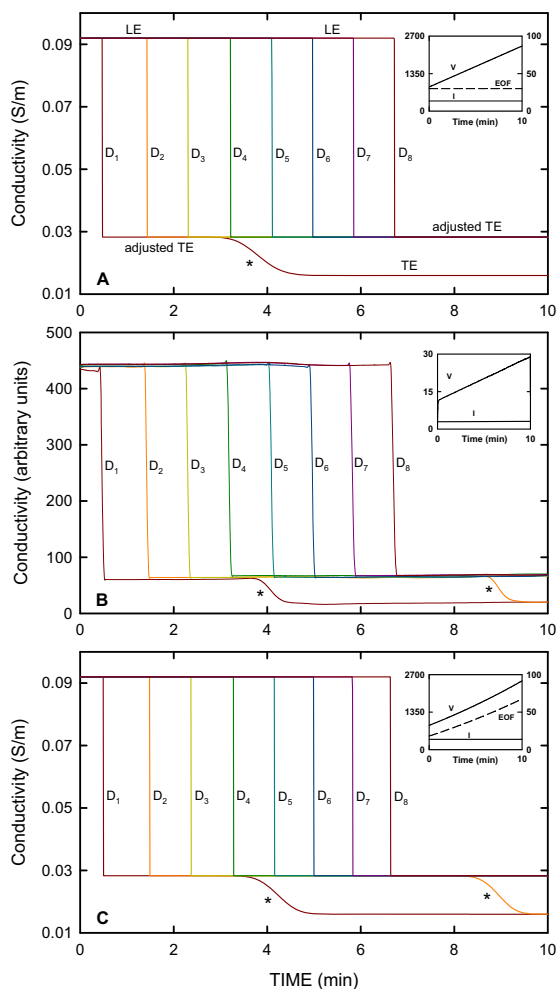 LE LE
0.09
0.07
0.05
0.03
0.01
Conductivity (S/m)
D1 D2 D3 D4 D5 D6 D7 D8
adjusted TE
adjusted TE
*
TE
A
0 2 4 6 8 10
2700 100
1350 50
0 0
V
EOF
I
0 10
Time (min)
500
400
300
200
100
0
Conductivity (arbitrary units)
D1 D2 D3 D4 D5 D6 D7 D8
* *
B
0 2 4 6 8 10
30
15
0
V
I
0 10
Time (min)
0.09
0.07
0.05
0.03
0.01
Conductivity (S/m)
D1 D2 D3 D4 D5 D6 D7 D8
* *
C
0 2 4 6 8 10
2700 100
1350 50
0 0
V
EOF
I
0 10
Time (min)
TIME (min)